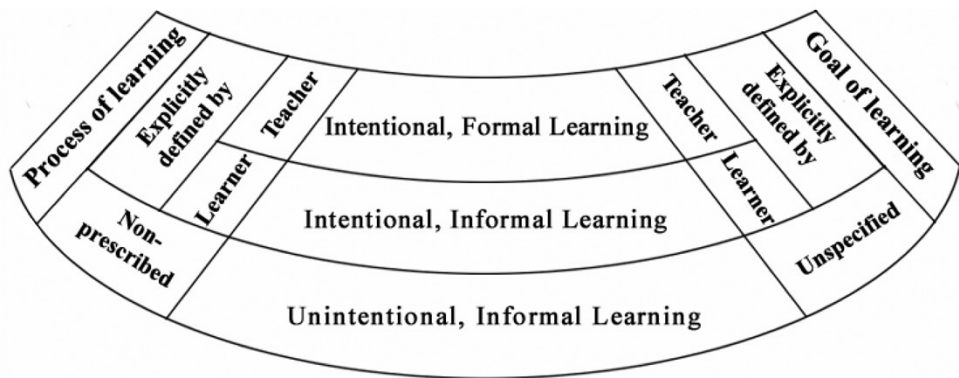 Process of learning
Explicitly
defined by
Teacher
Learner
Non-
prescribed
Intentional, Formal Learning
Intentional, Informal Learning
Unintentional, Informal Learning
Teacher
Learner
Explicitly
defined by
Unspecified
Goal of learning